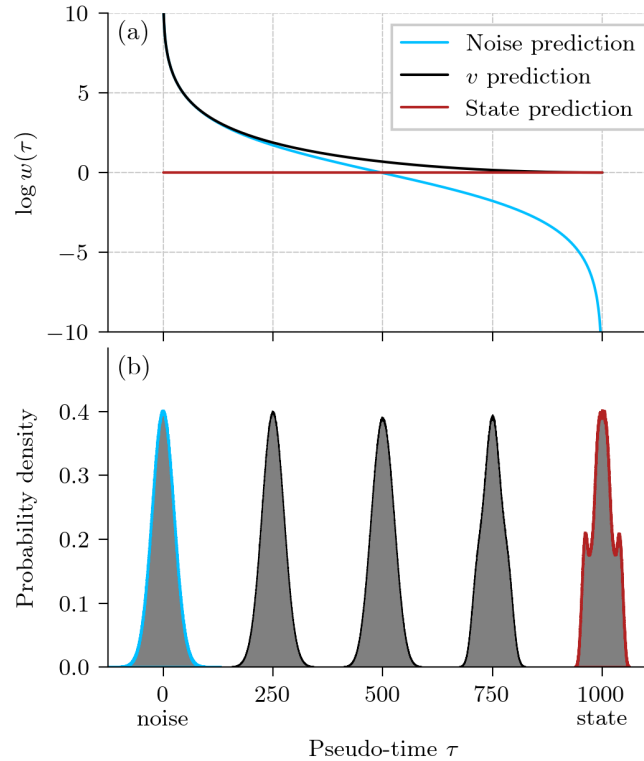 (a)
Noise prediction
v prediction
State prediction
log w(τ)
10
5
0
−5
−10
(b)
Probability density
0.4
0.3
0.2
0.1
0.0
0 250 500 750 1000
noise state
Pseudo-time τ